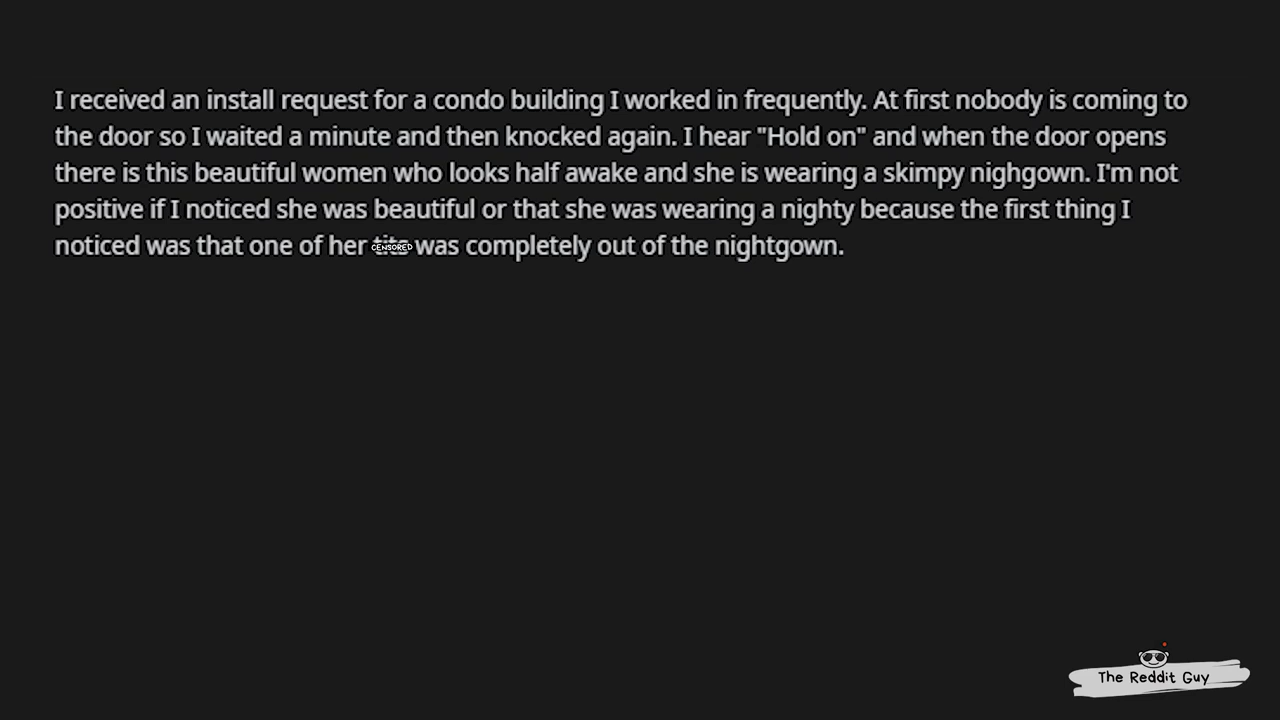 I received an install request for a condo building I worked in frequently. At first nobody is coming to
the door so I waited a minute and then knocked again. I hear "Hold on" and when the door opens
there is this beautiful women who looks half awake and she is wearing a skimpy nighgown. I'm not
positive if I noticed she was beautiful or that she was wearing a nighty because the first thing I
noticed was that one of her CENSORED was completely out of the nightgown.
The Reddit Guy